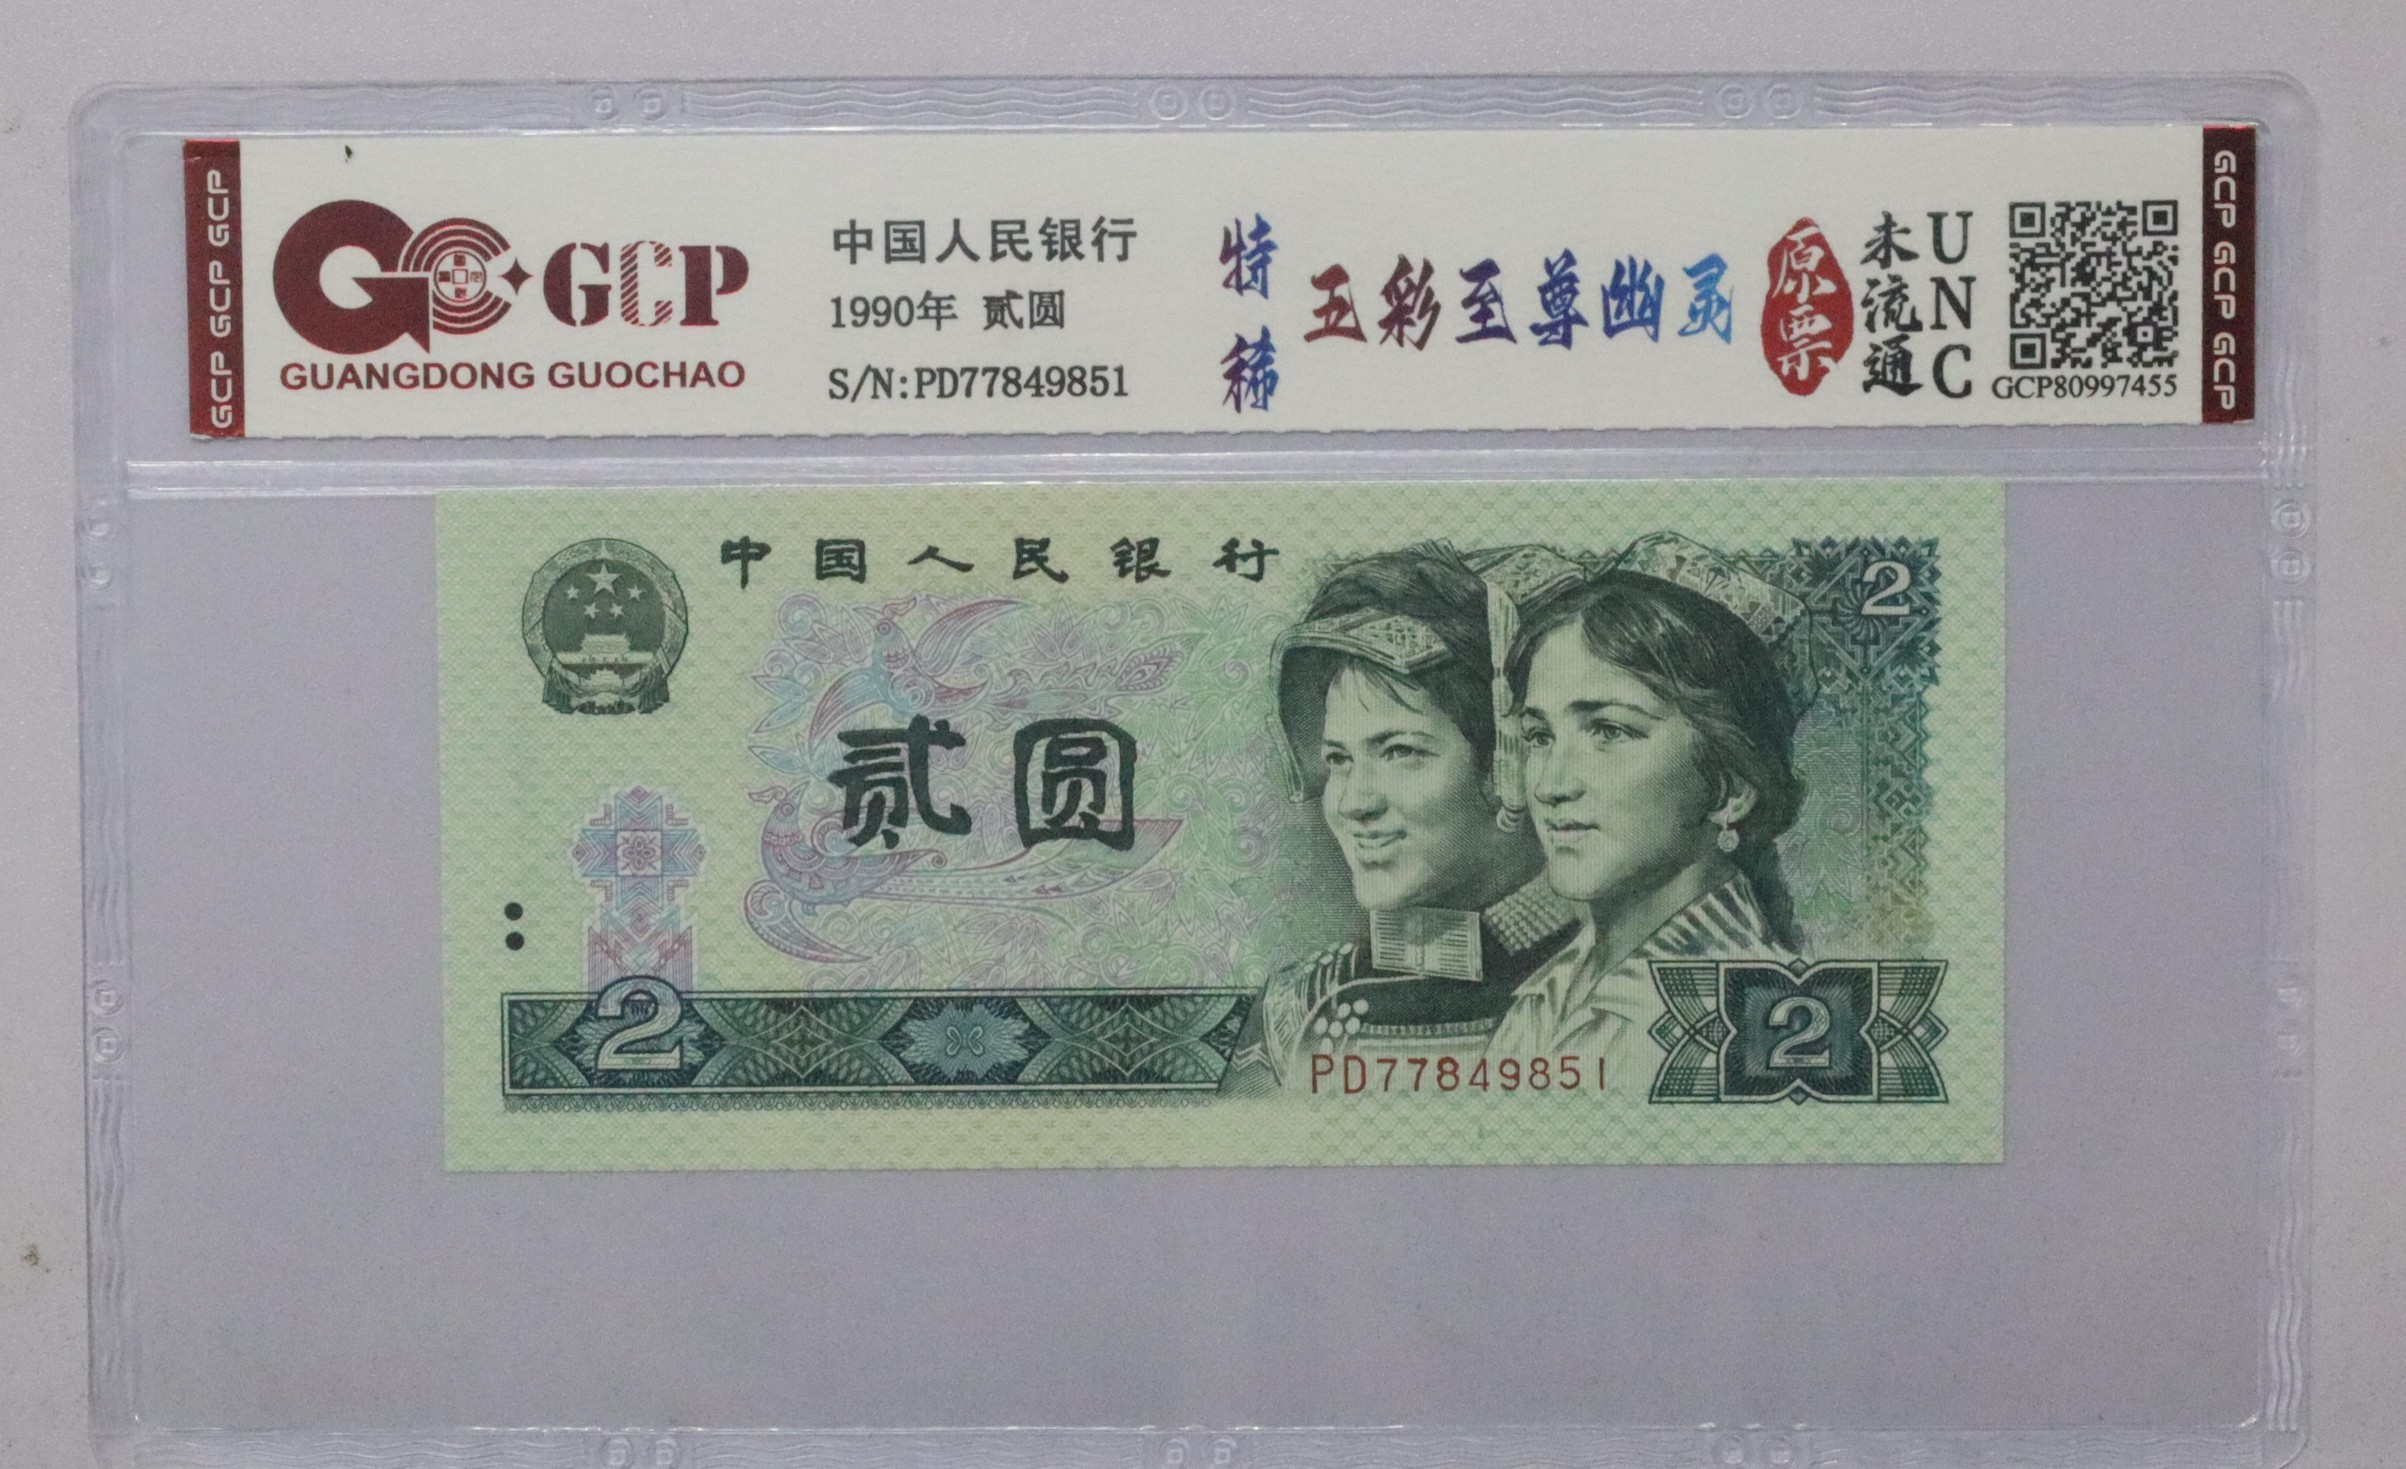 GCP GCP GCP
GCP
GUANGDONG GUOCHAO
中国人民银行
1990年 贰圆
S/N:PD77849851
特稀
五彩至尊幽灵
原票
未流通
UNC
GCP80997455
GCP GCP GCP
中国人民银行
2
贰圆
2
PD77849851
2